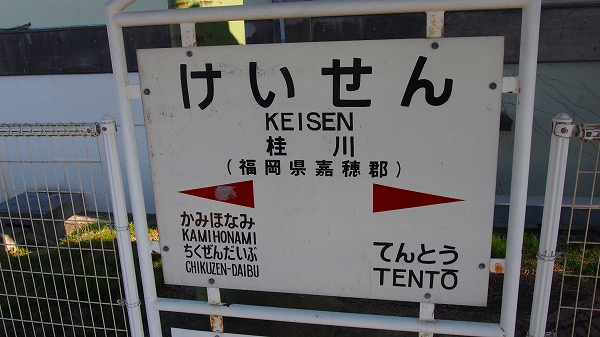 けいせん
KEISEN
桂川
(福岡県嘉穂郡)
かみほなみ
KAMIHONAMI
ちくぜんだいぶ
CHIKUZEN-DAIBU
てんとう
TENTŌ